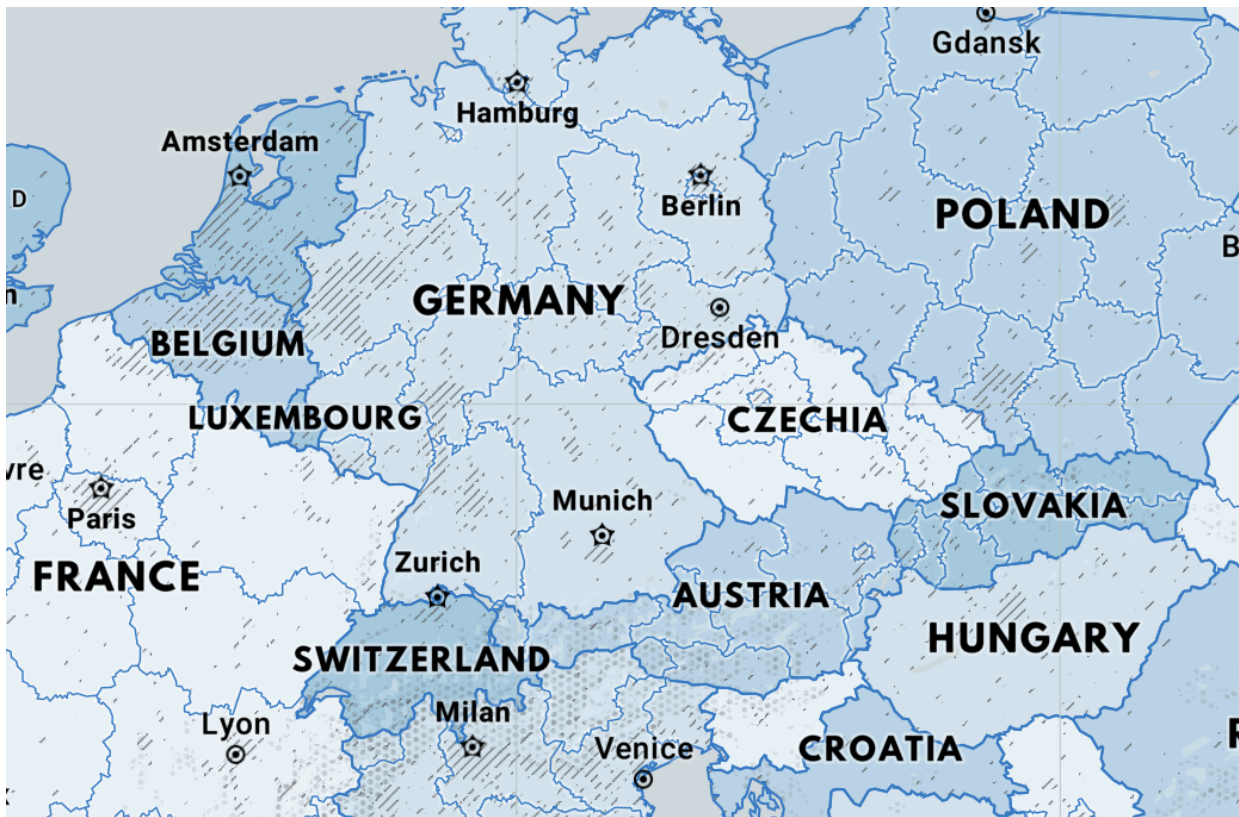 Gdansk
Hamburg
Amsterdam
D
Berlin
POLAND
B
n
GERMANY
Dresden
BELGIUM
LUXEMBOURG
CZECHIA
vre
Paris
Munich
SLOVAKIA
Zurich
FRANCE
AUSTRIA
HUNGARY
SWITZERLAND
Milan
Lyon
Venice
CROATIA
R